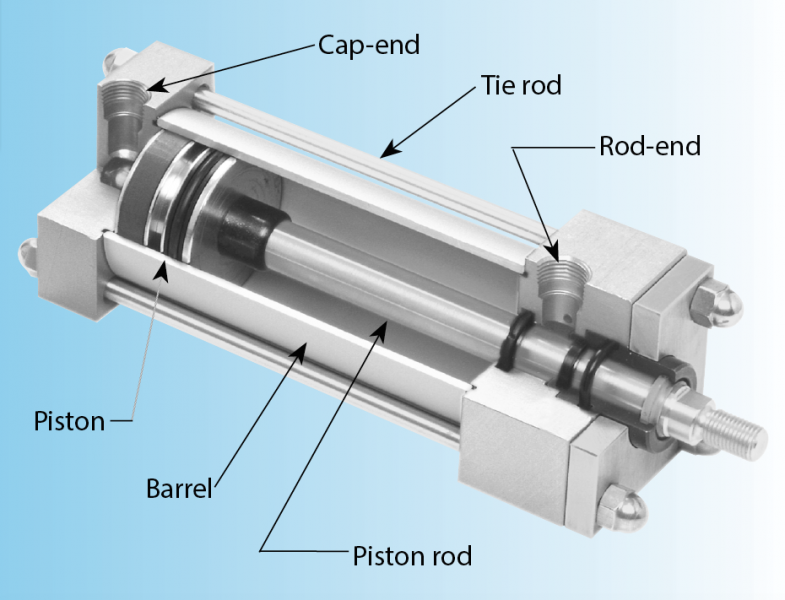 Cap-end
Tie rod
Rod-end
Piston
Barrel
Piston rod